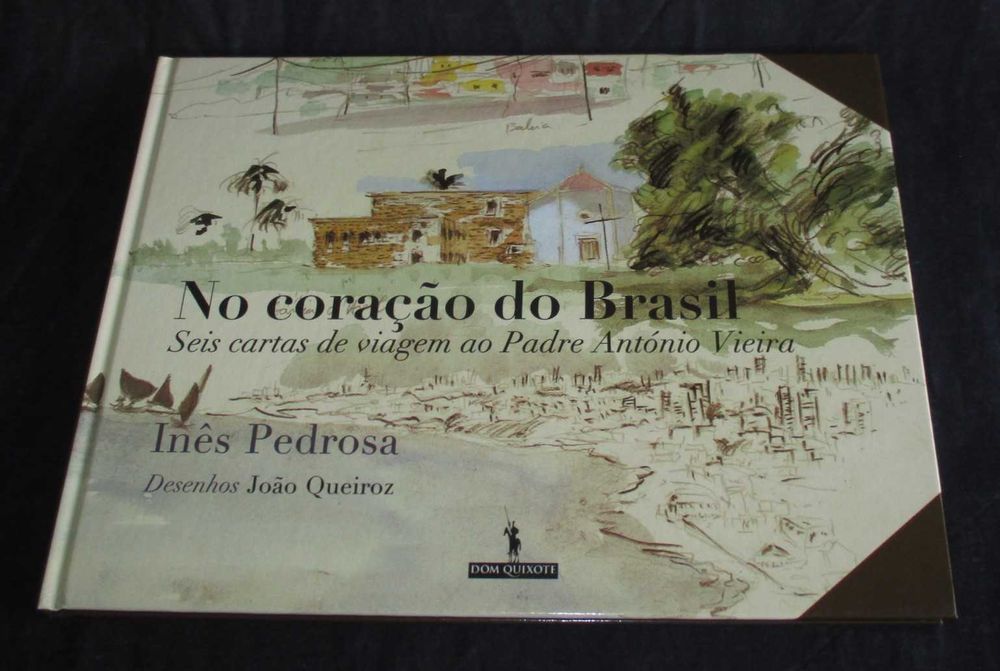 Bahia
No coração do Brasil
Seis cartas de viagem ao Padre António Vieira
Inês Pedrosa
Desenhos João Queiroz
DOM QUIXOTE